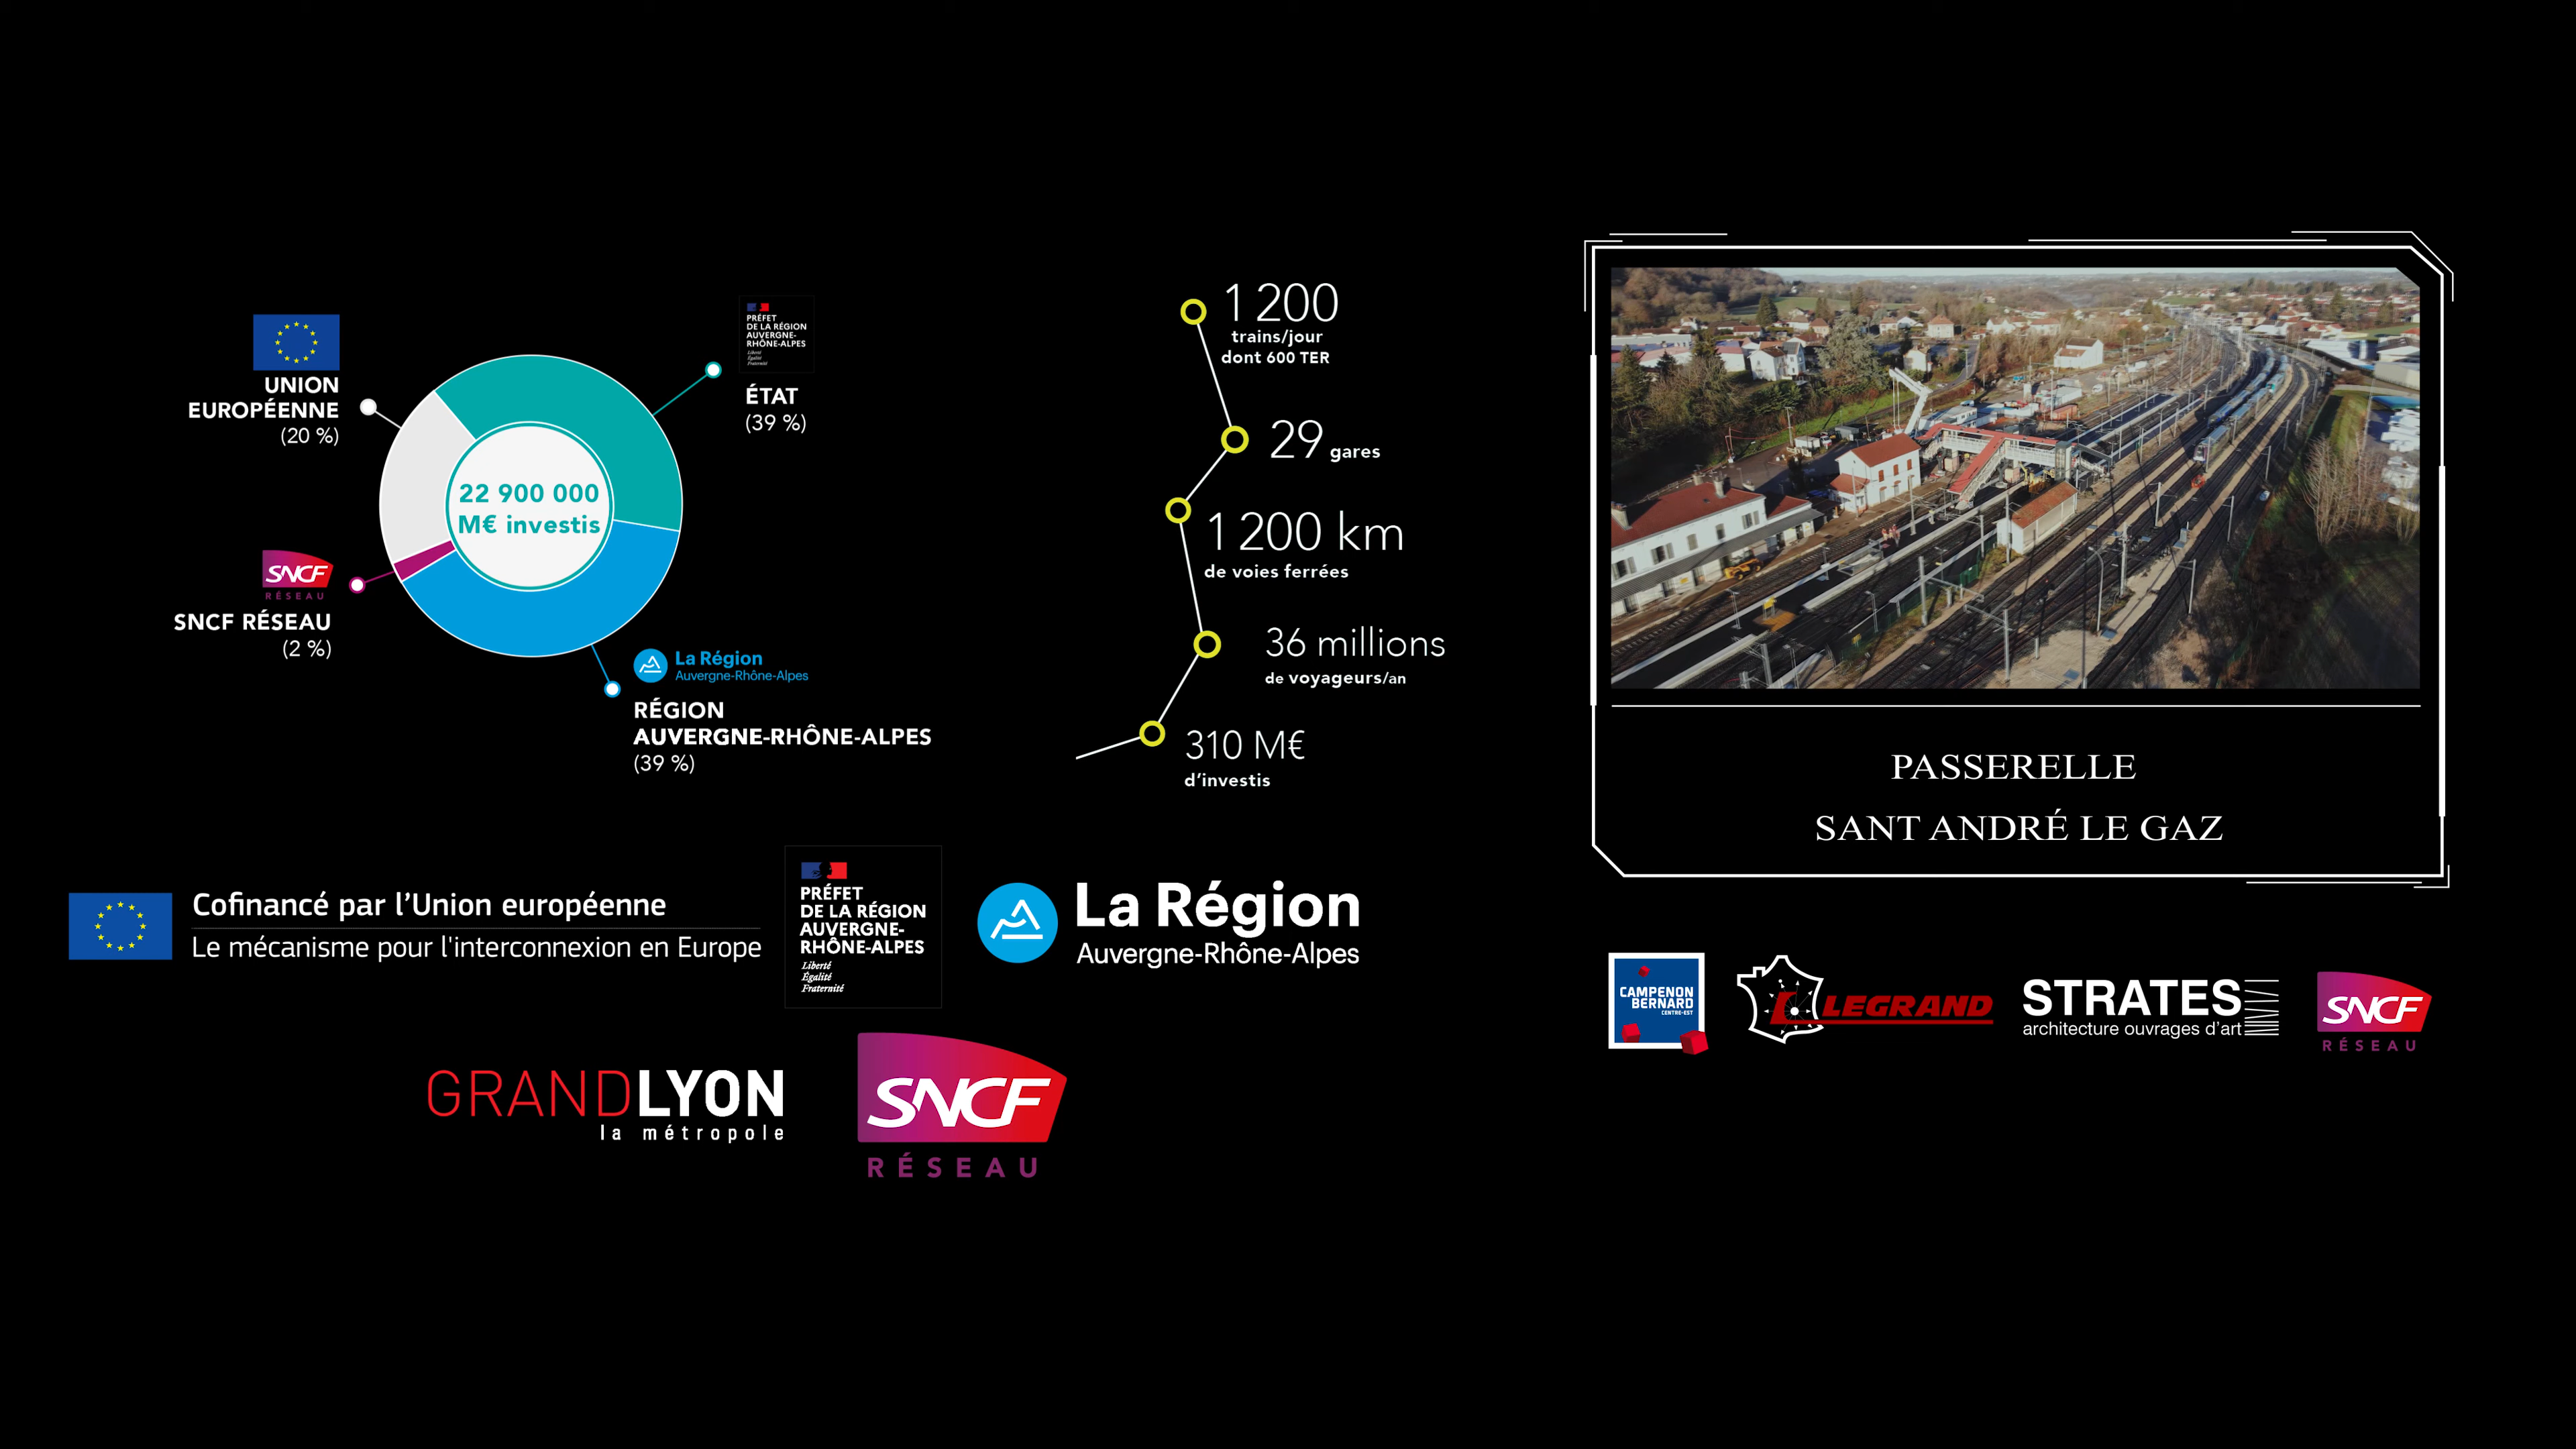 UNION
EUROPÉENNE
(20 %)
PRÉFET
DE LA RÉGION
AUVERGNE-
RHÔNE-ALPES
Liberté
Égalité
Fraternité
ÉTAT
(39 %)
22 900 000
M€ investis
SNCF
RÉSEAU
SNCF RÉSEAU
(2 %)
La Région
Auvergne-Rhône-Alpes
RÉGION
AUVERGNE-RHÔNE-ALPES
(39 %)
1 200
trains/jour
dont 600 TER
29 gares
1 200 km
de voies ferrées
36 millions
de voyageurs/an
310 M€
d’investis
Cofinancé par l’Union européenne
Le mécanisme pour l'interconnexion en Europe
PRÉFET
DE LA RÉGION
AUVERGNE-
RHÔNE-ALPES
Liberté
Égalité
Fraternité
La Région
Auvergne-Rhône-Alpes
GRANDLYON
la métropole
SNCF
RÉSEAU
PASSERELLE
SANT ANDRÉ LE GAZ
CAMPENON
BERNARD
CENTRE-EST
LEGRAND
STRATES
architecture ouvrages d’art
SNCF
RÉSEAU